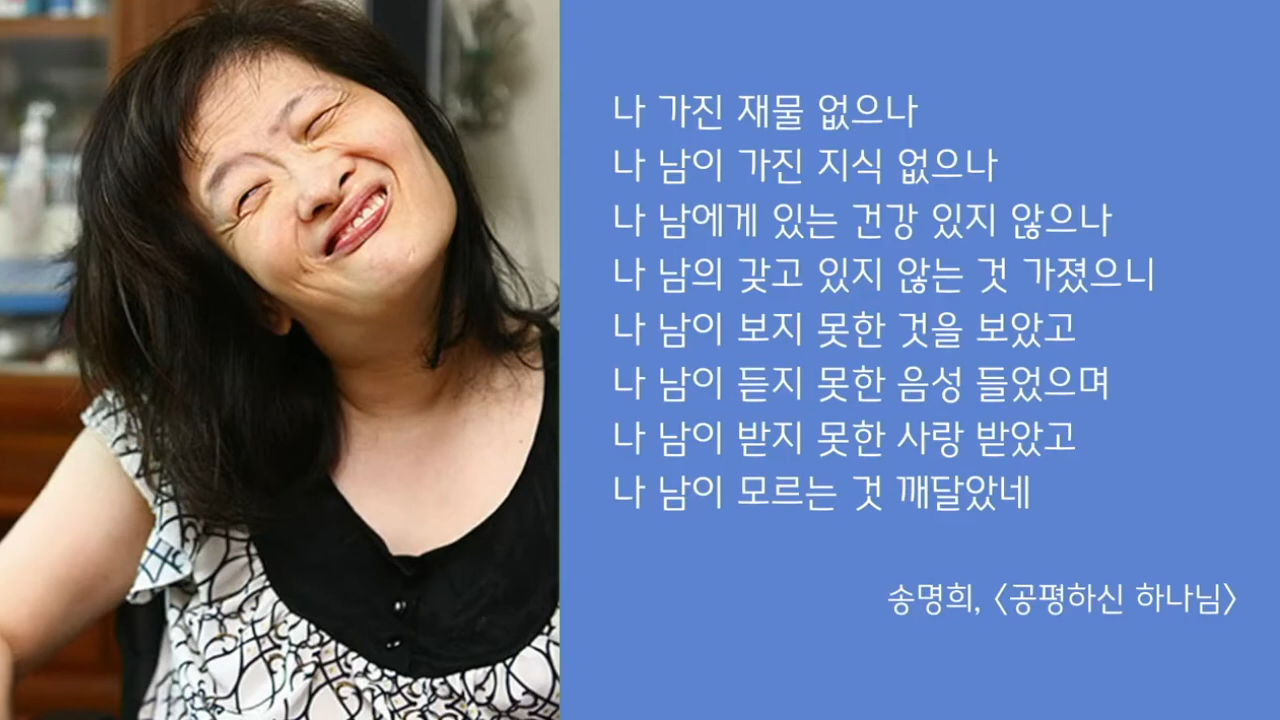 나 가진 재물 없으나
나 남이 가진 지식 없으나
나 남에게 있는 건강 있지 않으나
나 남의 갖고 있지 않는 것 가졌으니
나 남이 보지 못한 것을 보았고
나 남이 듣지 못한 음성 들었으며
나 남이 받지 못한 사랑 받았고
나 남이 모르는 것 깨달았네
송명희, 〈공평하신 하나님〉